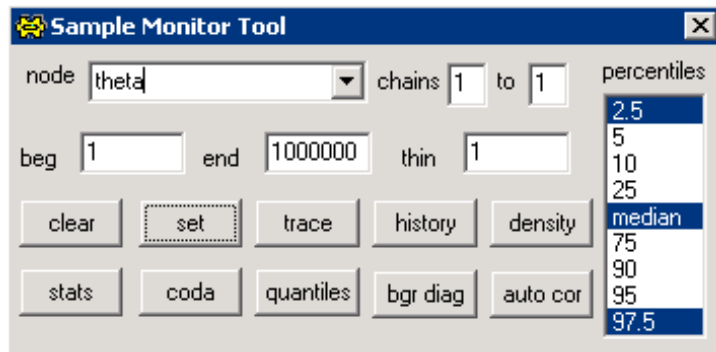 Sample Monitor Tool
node theta chains 1 to 1 percentiles
2.5
5
10
25
median
75
90
95
97.5
beg 1 end 1000000 thin 1
clear set trace history density
stats coda quantiles bgr diag auto cor